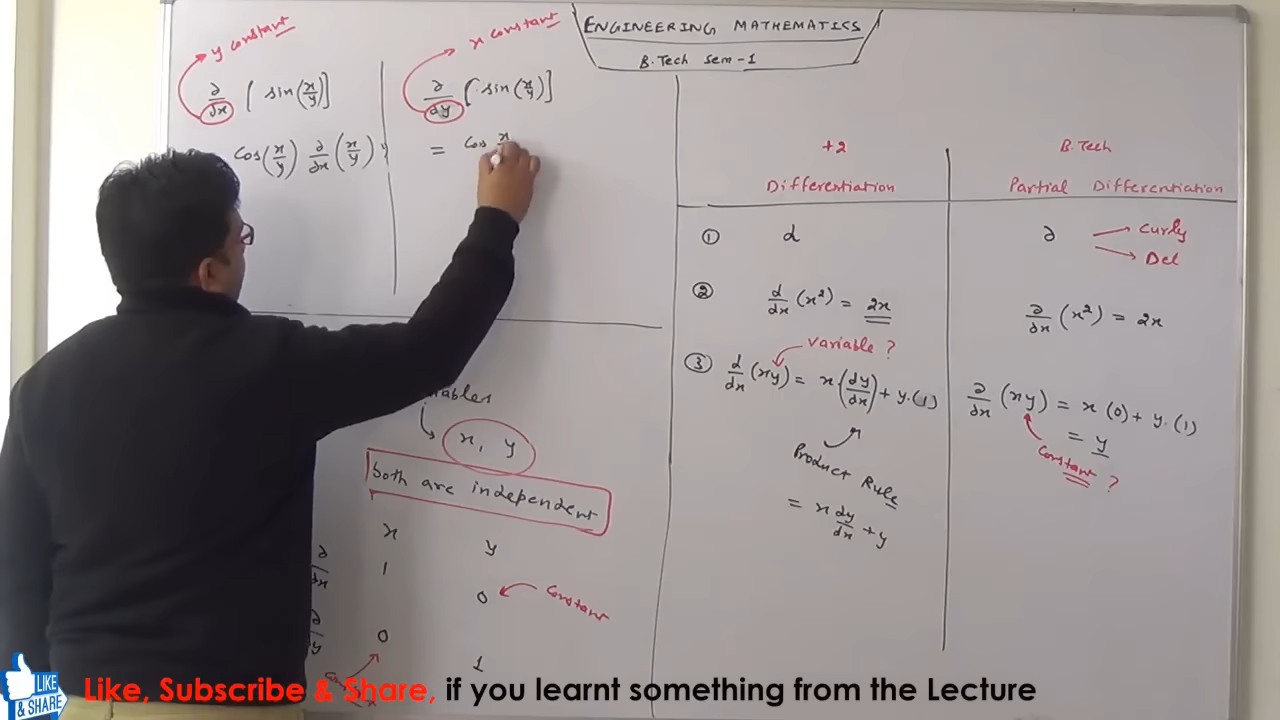 ENGINEERING MATHEMATICS
B.Tech Sem-1
y constant
∂/∂x [ sin(x/y)]
cos(x/y) ∂/∂x (x/y)
x constant
∂/∂y [ sin(x/y)]
= cos x
x, y
both are independent
x y
∂/∂x 1 0 constant
0 1
+2
Differentiation
B.Tech
Partial Differentiation
① d
∂ Curly
Del
② d/dx (x²) = 2x
∂/∂x (x²) = 2x
③ d/dx (xy) = x(dy/dx) + y.(1)
variable ?
Product Rule
= x dy/dx + y
∂/∂x (xy) = x (0) + y.(1)
= y
Constant ?
LIKE
& SHARE
Like, Subscribe & Share, if you learnt something from the Lecture